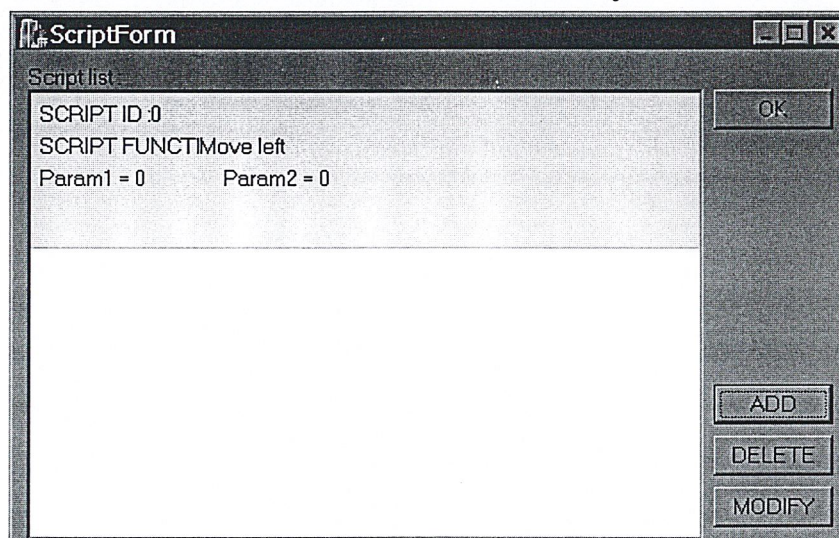 ScriptForm
Script list
OK
SCRIPT ID :0
SCRIPT FUNCTIMove left
Param1 = 0 Param2 = 0
ADD
DELETE
MODIFY